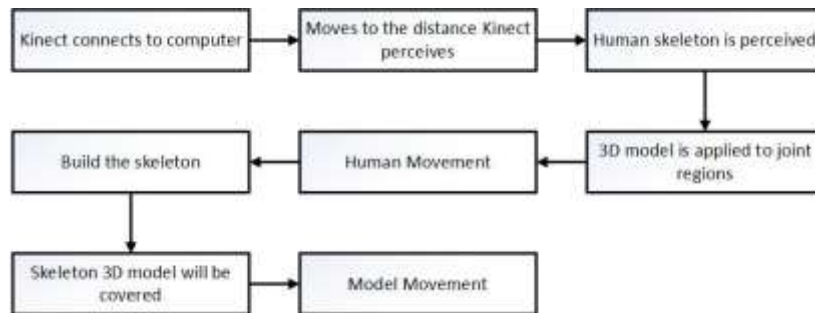 Kinect connects to computer
Moves to the distance Kinect
perceives
Human skeleton is perceived
3D model is applied to joint
regions
Human Movement
Build the skeleton
Skeleton 3D model will be
covered
Model Movement